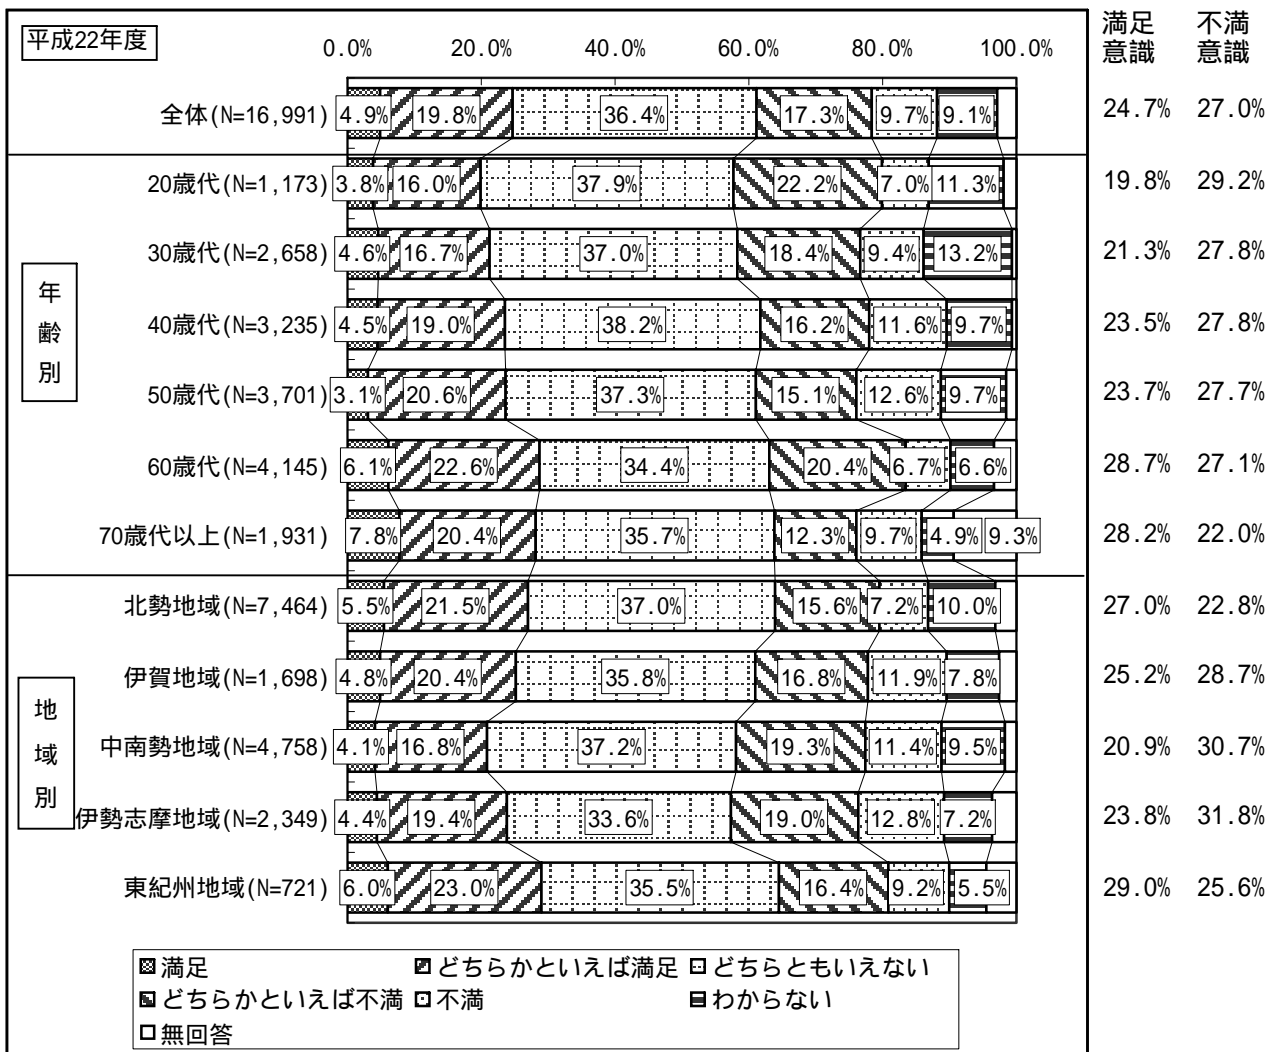 平成22年度
0.0% 20.0% 40.0% 60.0% 80.0% 100.0%
満足意識 不満意識
全体(N=16,991) 4.9% 19.8% 36.4% 17.3% 9.7% 9.1% 24.7% 27.0%
年齢別
20歳代(N=1,173) 3.8% 16.0% 37.9% 22.2% 7.0% 11.3% 19.8% 29.2%
30歳代(N=2,658) 4.6% 16.7% 37.0% 18.4% 9.4% 13.2% 21.3% 27.8%
40歳代(N=3,235) 4.5% 19.0% 38.2% 16.2% 11.6% 9.7% 23.5% 27.8%
50歳代(N=3,701) 3.1% 20.6% 37.3% 15.1% 12.6% 9.7% 23.7% 27.7%
60歳代(N=4,145) 6.1% 22.6% 34.4% 20.4% 6.7% 6.6% 28.7% 27.1%
70歳代以上(N=1,931) 7.8% 20.4% 35.7% 12.3% 9.7% 4.9% 9.3% 28.2% 22.0%
地域別
北勢地域(N=7,464) 5.5% 21.5% 37.0% 15.6% 7.2% 10.0% 27.0% 22.8%
伊賀地域(N=1,698) 4.8% 20.4% 35.8% 16.8% 11.9% 7.8% 25.2% 28.7%
中南勢地域(N=4,758) 4.1% 16.8% 37.2% 19.3% 11.4% 9.5% 20.9% 30.7%
伊勢志摩地域(N=2,349) 4.4% 19.4% 33.6% 19.0% 12.8% 7.2% 23.8% 31.8%
東紀州地域(N=721) 6.0% 23.0% 35.5% 16.4% 9.2% 5.5% 29.0% 25.6%
満足 どちらかといえば満足 どちらともいえない
どちらかといえば不満 不満 わからない
無回答